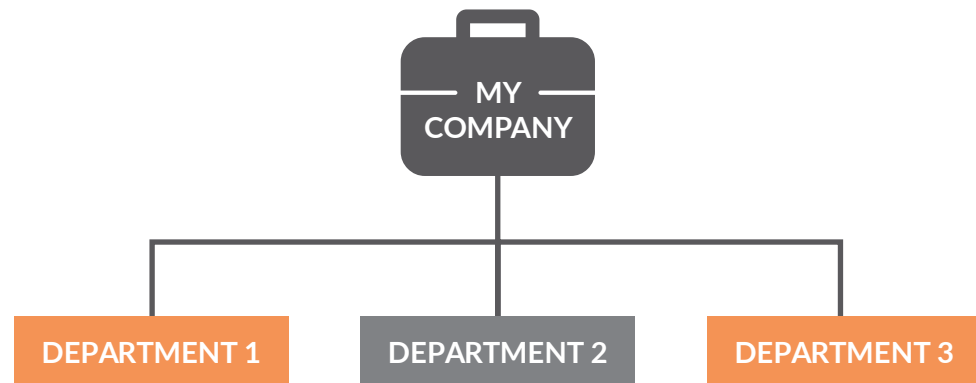 MY
COMPANY
DEPARTMENT 1
DEPARTMENT 2
DEPARTMENT 3